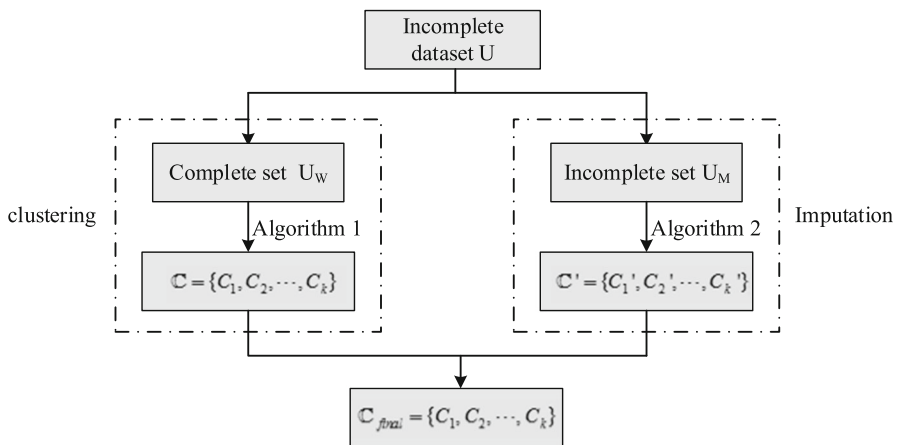 Incomplete
dataset U
Complete set U_W
Incomplete set U_M
clustering
Algorithm 1
Algorithm 2
Imputation
ℂ = {C_1, C_2, ⋯, C_k}
ℂ' = {C_1', C_2', ⋯, C_k'}
ℂ_final = {C_1, C_2, ⋯, C_k}